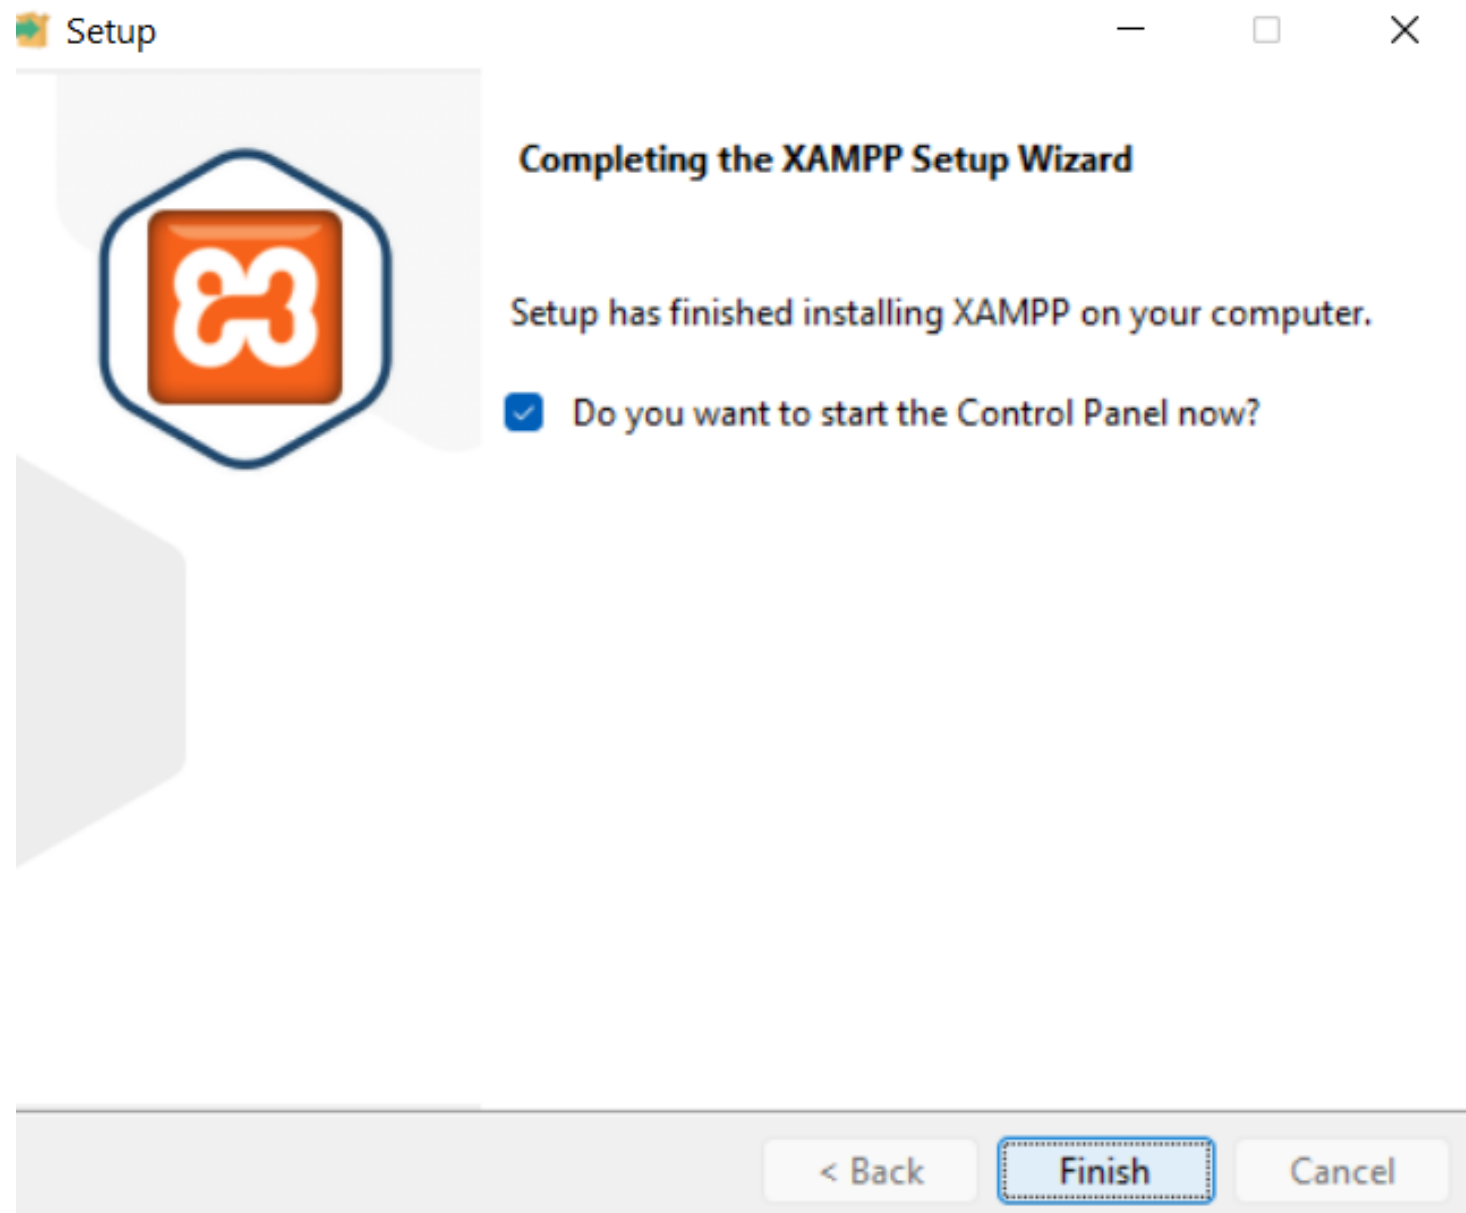 Setup
Completing the XAMPP Setup Wizard
Setup has finished installing XAMPP on your computer.
Do you want to start the Control Panel now?
< Back
Finish
Cancel